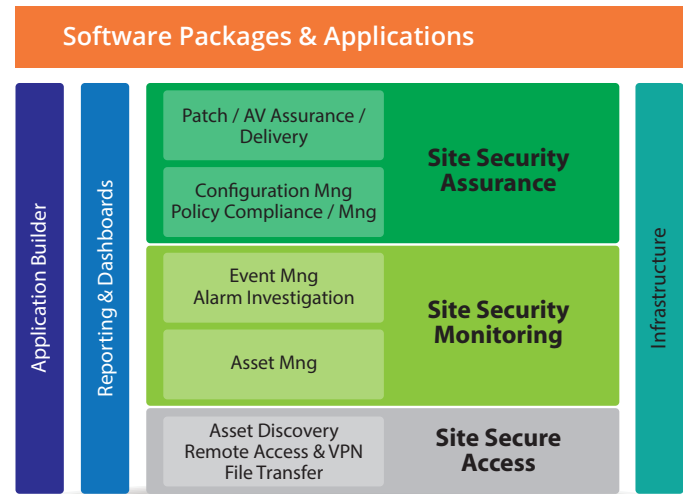 Software Packages & Applications
Application Builder
Reporting & Dashboards
Patch / AV Assurance /
Delivery
Configuration Mng
Policy Compliance / Mng
Site Security
Assurance
Event Mng
Alarm Investigation
Asset Mng
Site Security
Monitoring
Asset Discovery
Remote Access & VPN
File Transfer
Site Secure
Access
Infrastructure